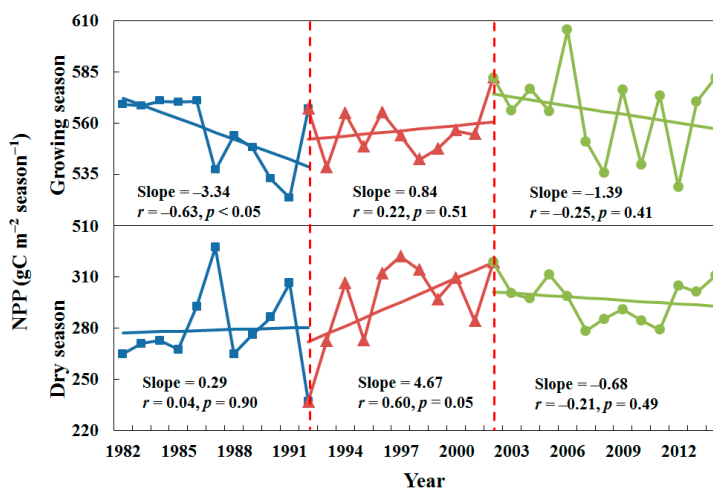 610
585
560
535
510
310
280
250
220
NPP (gC m⁻² season⁻¹)
Growing season
Dry season
Slope = –3.34
r = –0.63, p < 0.05
Slope = 0.84
r = 0.22, p = 0.51
Slope = –1.39
r = –0.25, p = 0.41
Slope = 0.29
r = 0.04, p = 0.90
Slope = 4.67
r = 0.60, p = 0.05
Slope = –0.68
r = –0.21, p = 0.49
1982 1985 1988 1991 1994 1997 2000 2003 2006 2009 2012
Year